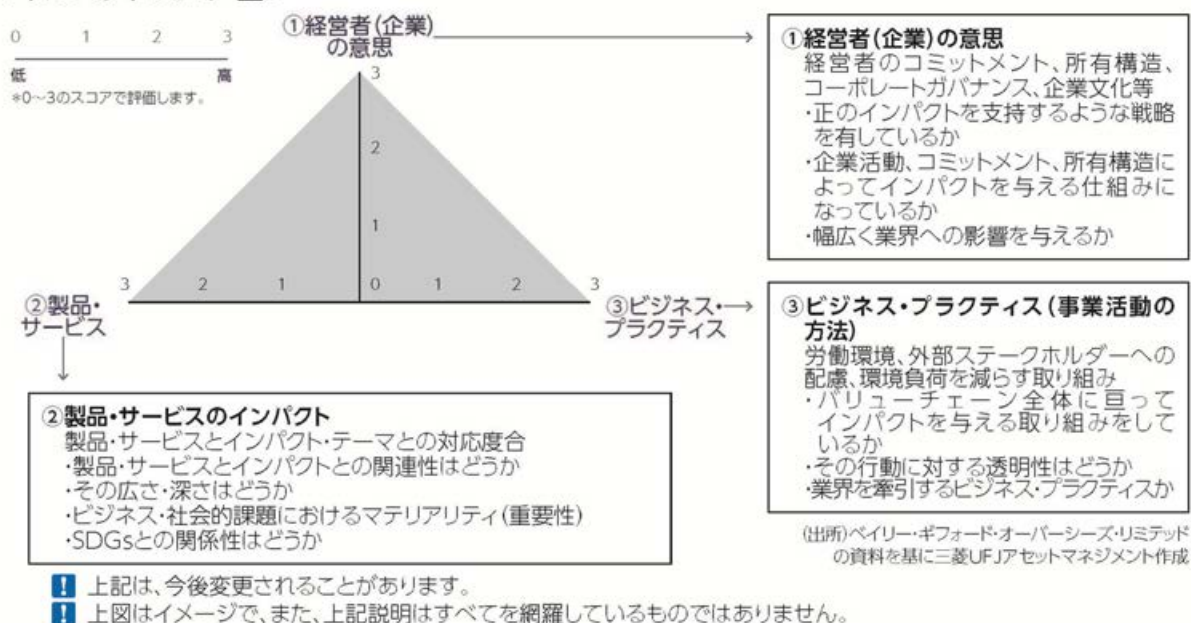 0 1 2 3
低 高
*0～3のスコアで評価します。
①経営者(企業)
の意思
3
2
1
3 2 1 0 1 2 3
②製品・
サービス
③ビジネス・
プラクティス
①経営者(企業)の意思
経営者のコミットメント、所有構造、
コーポレートガバナンス、企業文化等
・正のインパクトを支持するような戦略
を有しているか
・企業活動、コミットメント、所有構造に
よってインパクトを与える仕組みに
なっているか
・幅広く業界への影響を与えるか
③ビジネス・プラクティス(事業活動の
方法)
労働環境、外部ステークホルダーへの
配慮、環境負荷を減らす取り組み
・バリューチェーン全体に亘って
インパクトを与える取り組みをして
いるか
・その行動に対する透明性はどうか
・業界を牽引するビジネス・プラクティスか
②製品・サービスのインパクト
製品・サービスとインパクト・テーマとの対応度合
・製品・サービスとインパクトとの関連性はどうか
・その広さ・深さはどうか
・ビジネス・社会的課題におけるマテリアリティ(重要性)
・SDGsとの関係性はどうか
(出所)ベイリー・ギフォード・オーバーシーズ・リミテッド
の資料を基に三菱UFJアセットマネジメント作成
! 上記は、今後変更されることがあります。
! 上図はイメージで、また、上記説明はすべてを網羅しているものではありません。